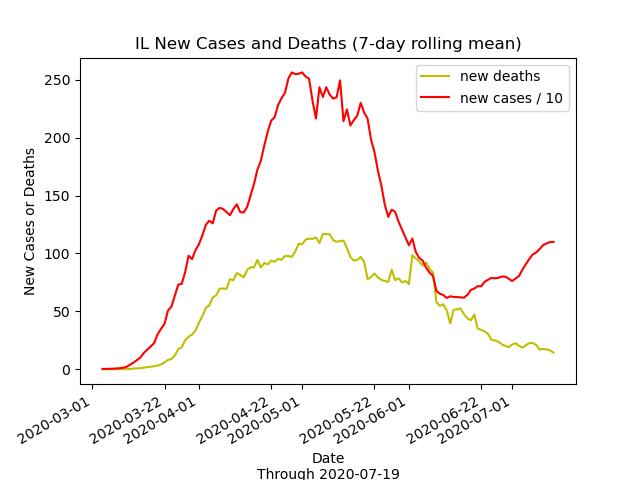 IL New Cases and Deaths (7-day rolling mean)
new deaths
new cases / 10
250
200
150
100
50
0
New Cases or Deaths
2020-03-01
2020-03-22
2020-04-01
2020-04-22
2020-05-01
2020-05-22
2020-06-01
2020-06-22
2020-07-01
Date
Through 2020-07-19